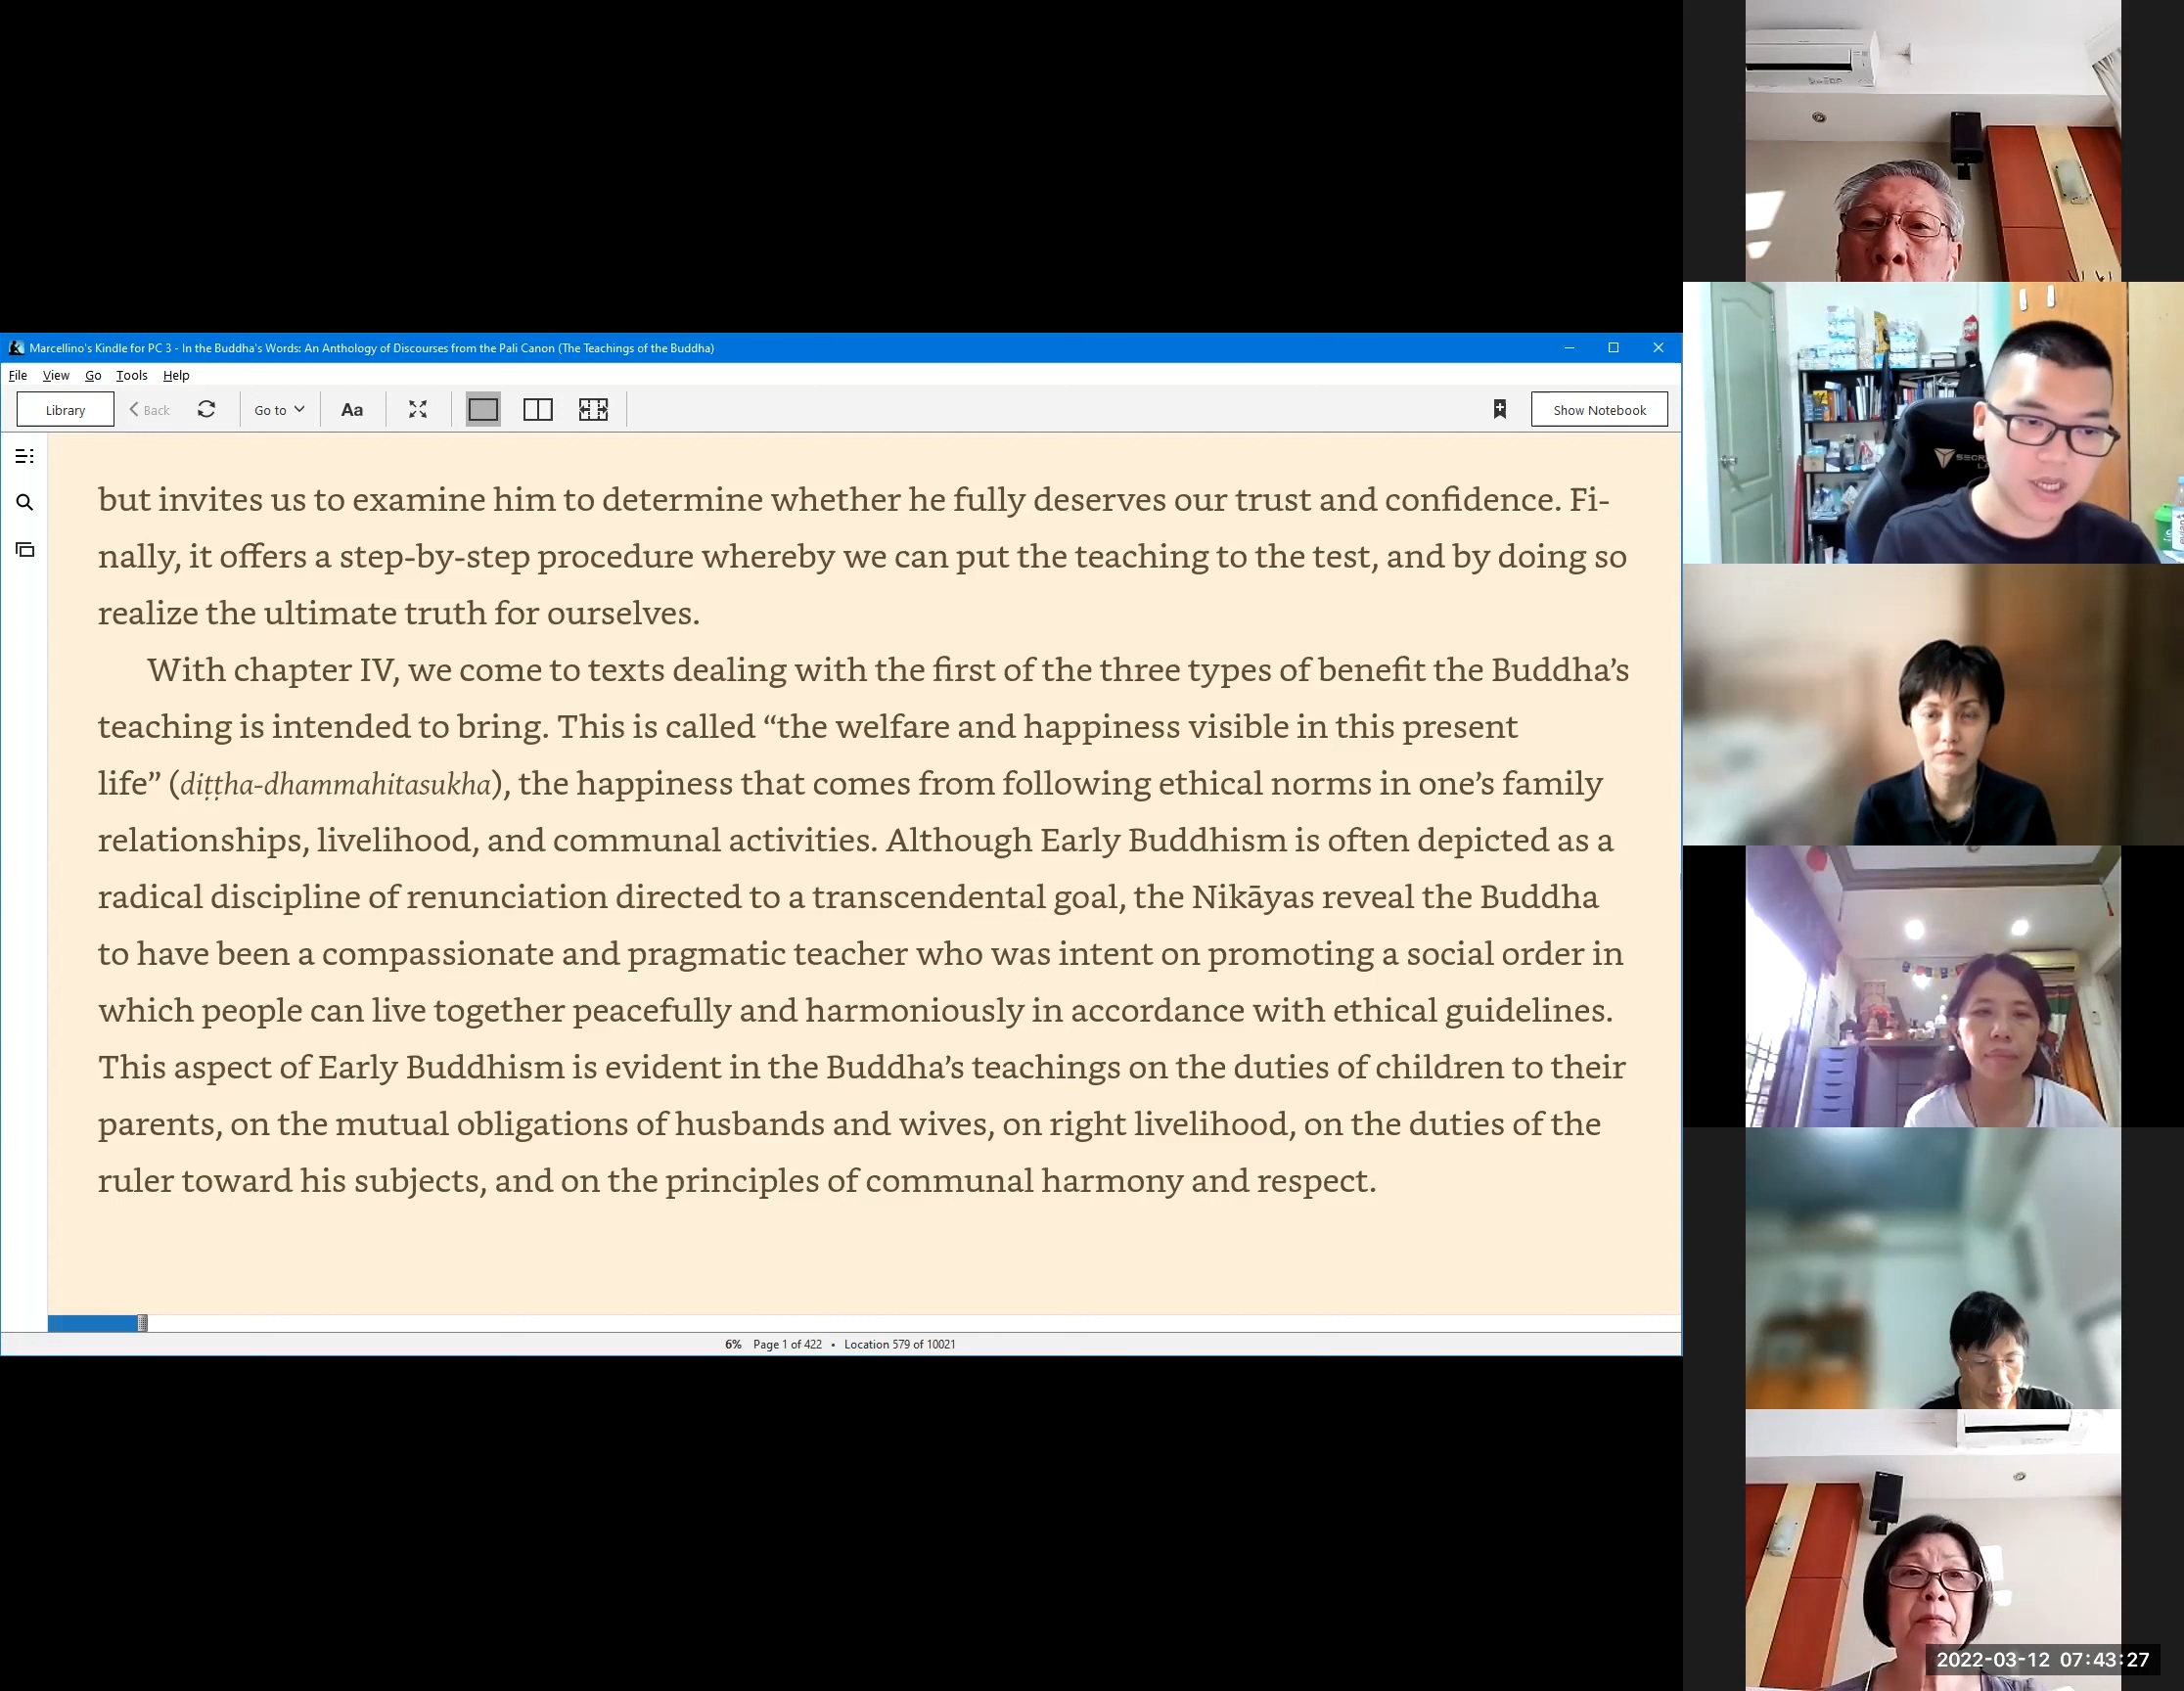 Marcellino's Kindle for PC 3 - In the Buddha's Words: An Anthology of Discourses from the Pali Canon (The Teachings of the Buddha)
File View Go Tools Help
Library Back Go to Aa Show Notebook
but invites us to examine him to determine whether he fully deserves our trust and confidence. Fi-
nally, it offers a step-by-step procedure whereby we can put the teaching to the test, and by doing so
realize the ultimate truth for ourselves.
With chapter IV, we come to texts dealing with the first of the three types of benefit the Buddha’s
teaching is intended to bring. This is called “the welfare and happiness visible in this present
life” (diṭṭha-dhammahitasukha), the happiness that comes from following ethical norms in one’s family
relationships, livelihood, and communal activities. Although Early Buddhism is often depicted as a
radical discipline of renunciation directed to a transcendental goal, the Nikāyas reveal the Buddha
to have been a compassionate and pragmatic teacher who was intent on promoting a social order in
which people can live together peacefully and harmoniously in accordance with ethical guidelines.
This aspect of Early Buddhism is evident in the Buddha’s teachings on the duties of children to their
parents, on the mutual obligations of husbands and wives, on right livelihood, on the duties of the
ruler toward his subjects, and on the principles of communal harmony and respect.
6% Page 1 of 422 • Location 579 of 10021
2022-03-12 07:43:27